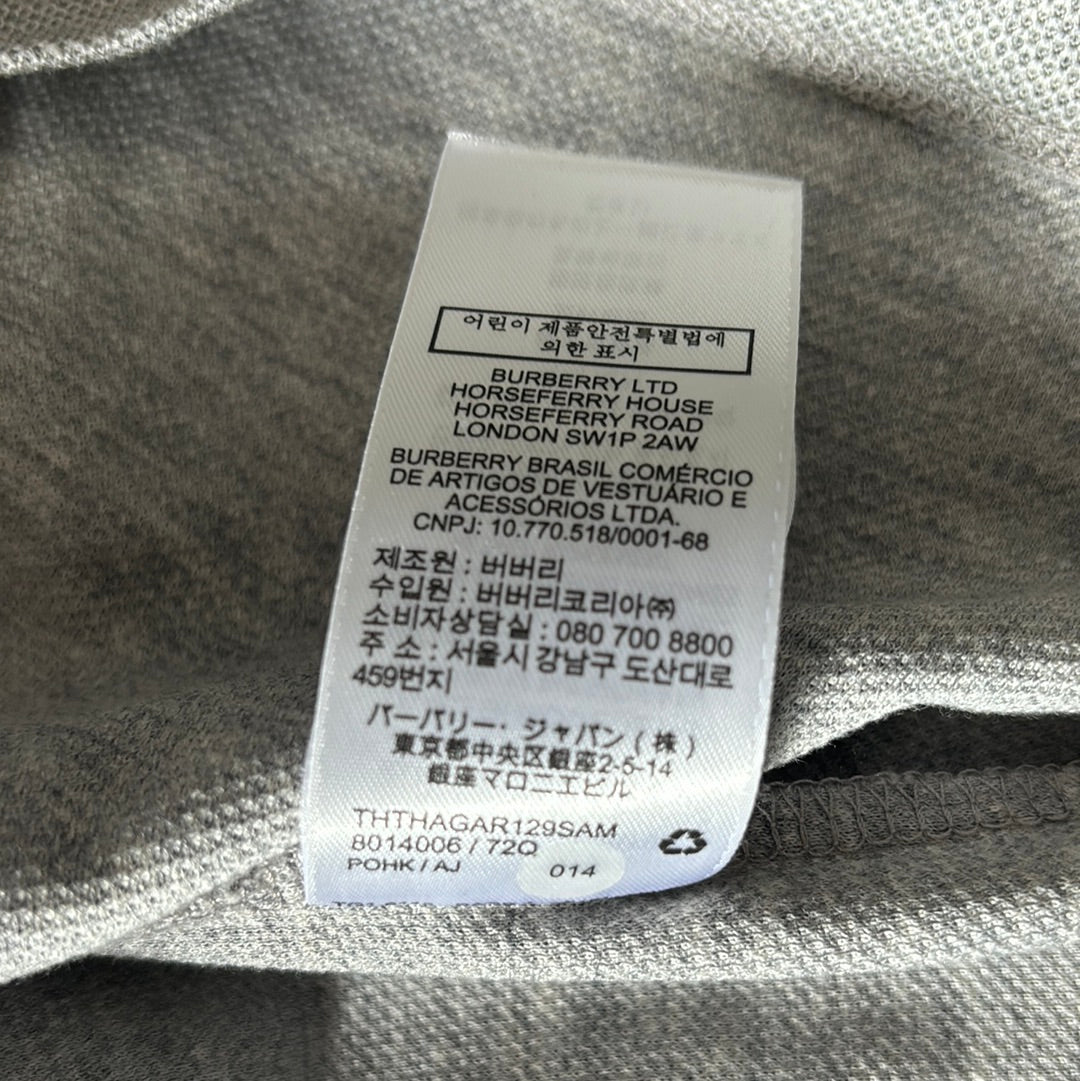 어린이 제품안전특별법에
의한 표시
BURBERRY LTD
HORSEFERRY HOUSE
HORSEFERRY ROAD
LONDON SW1P 2AW
BURBERRY BRASIL COMÉRCIO
DE ARTIGOS DE VESTUÁRIO E
ACESSÓRIOS LTDA.
CNPJ: 10.770.518/0001-68
제조원 : 버버리
수입원 : 버버리코리아㈜
소비자상담실 : 080 700 8800
주 소 : 서울시 강남구 도산대로
459번지
バーバリー・ジャパン(株)
東京都中央区銀座2-5-14
銀座マロニエビル
THTHAGAR129SAM
8014006 / 72Q
POHK / AJ 014